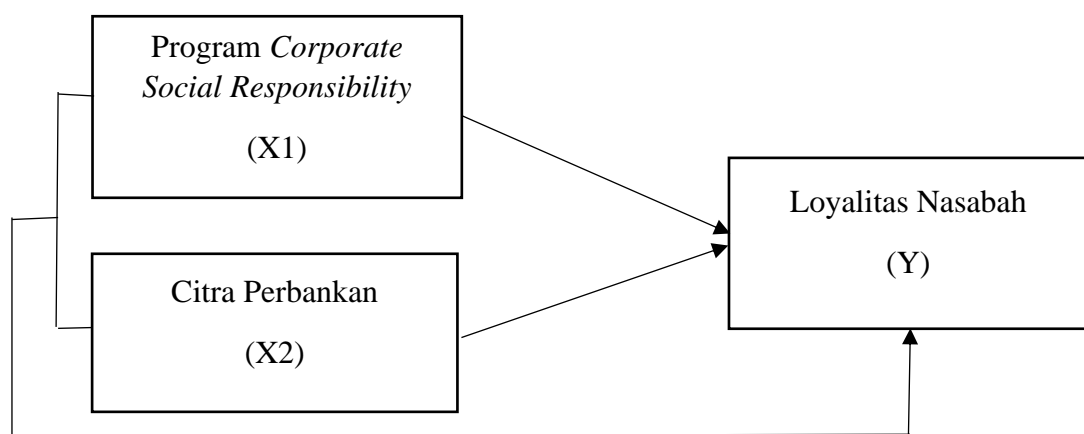 Program Corporate
Social Responsibility
(X1)
Loyalitas Nasabah
(Y)
Citra Perbankan
(X2)